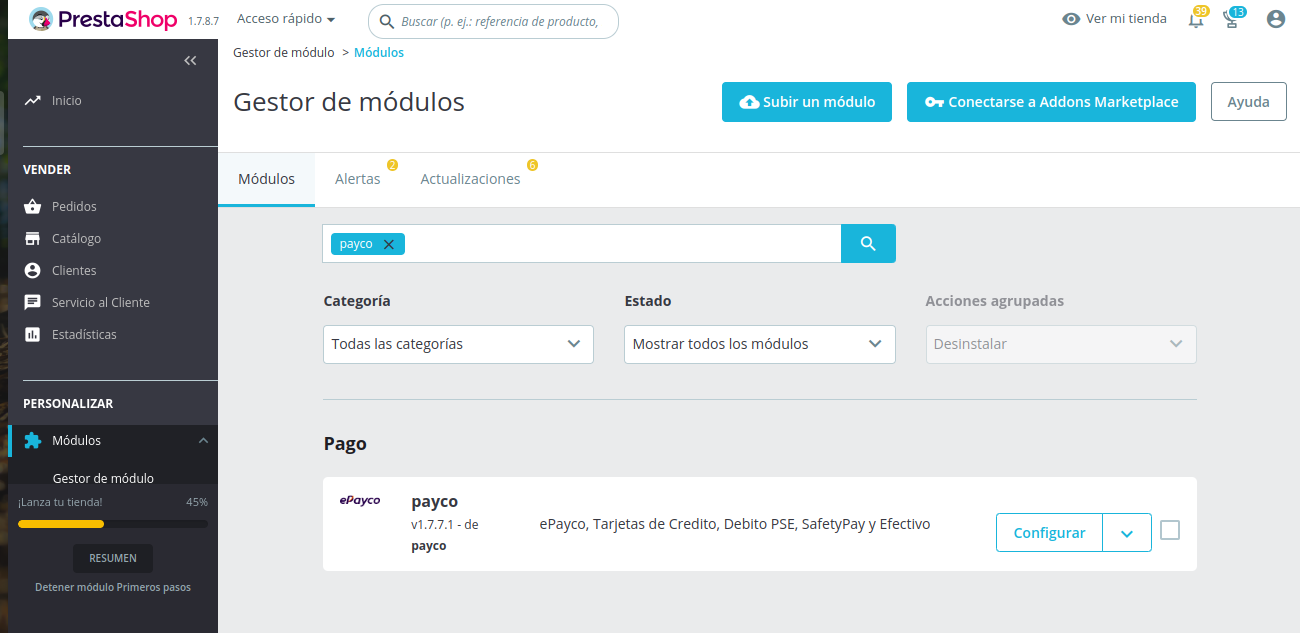 PrestaShop 1.7.8.7 Acceso rápido Buscar (p. ej.: referencia de producto, Ver mi tienda 39 13
Gestor de módulo > Módulos
Gestor de módulos Subir un módulo Conectarse a Addons Marketplace Ayuda
Módulos Alertas 2 Actualizaciones 6
Inicio
VENDER
Pedidos
Catálogo
Clientes
Servicio al Cliente
Estadísticas
PERSONALIZAR
Módulos
Gestor de módulo
¡Lanza tu tienda! 45%
RESUMEN
Detener módulo Primeros pasos
payco
Categoría Estado Acciones agrupadas
Todas las categorías Mostrar todos los módulos Desinstalar
Pago
ePayco
payco
v1.7.7.1 - de
payco
ePayco, Tarjetas de Credito, Debito PSE, SafetyPay y Efectivo
Configurar